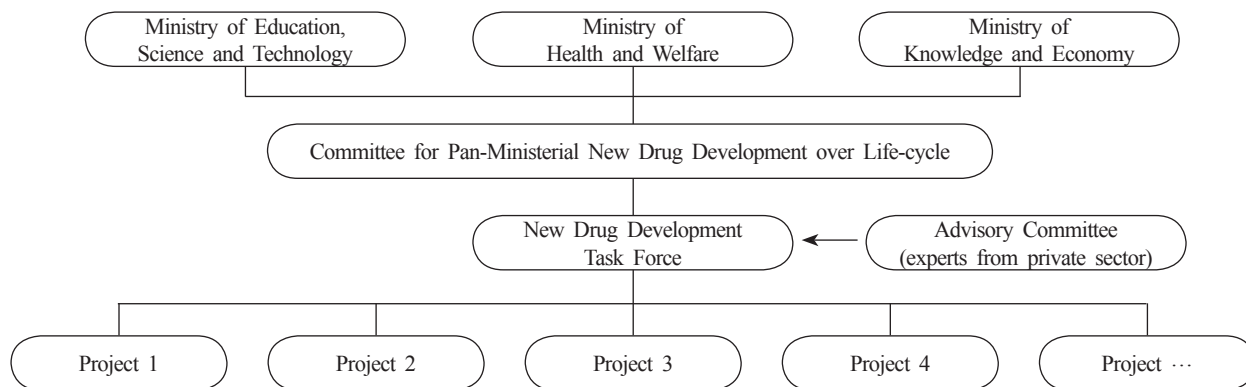 Ministry of Education,
Science and Technology
Ministry of
Health and Welfare
Ministry of
Knowledge and Economy
Committee for Pan-Ministerial New Drug Development over Life-cycle
New Drug Development
Task Force
Advisory Committee
(experts from private sector)
Project 1
Project 2
Project 3
Project 4
Project ⋯